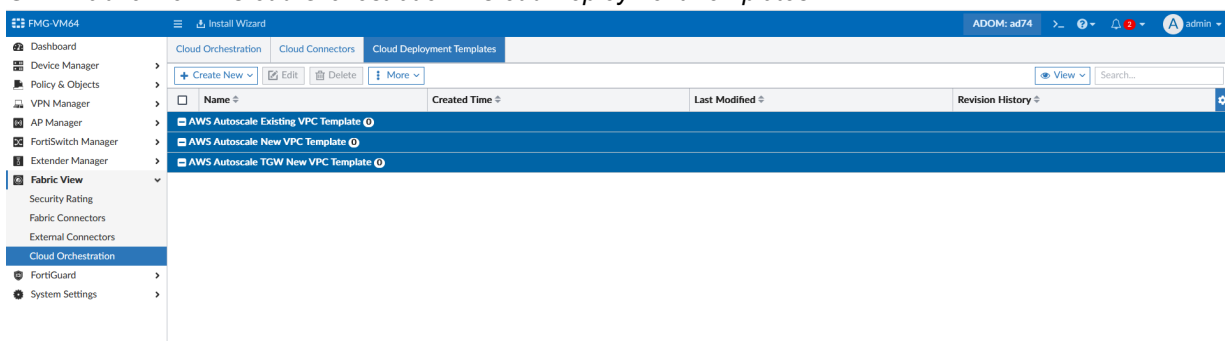 FMG-VM64 Install Wizard ADOM: ad74 >_ ? 2 A admin
Dashboard
Device Manager
Policy & Objects
VPN Manager
AP Manager
FortiSwitch Manager
Extender Manager
Fabric View
Security Rating
Fabric Connectors
External Connectors
Cloud Orchestration
FortiGuard
System Settings
Cloud Orchestration Cloud Connectors Cloud Deployment Templates
+ Create New Edit Delete More View Search...
Name Created Time Last Modified Revision History
AWS Autoscale Existing VPC Template 0
AWS Autoscale New VPC Template 0
AWS Autoscale TGW New VPC Template 0